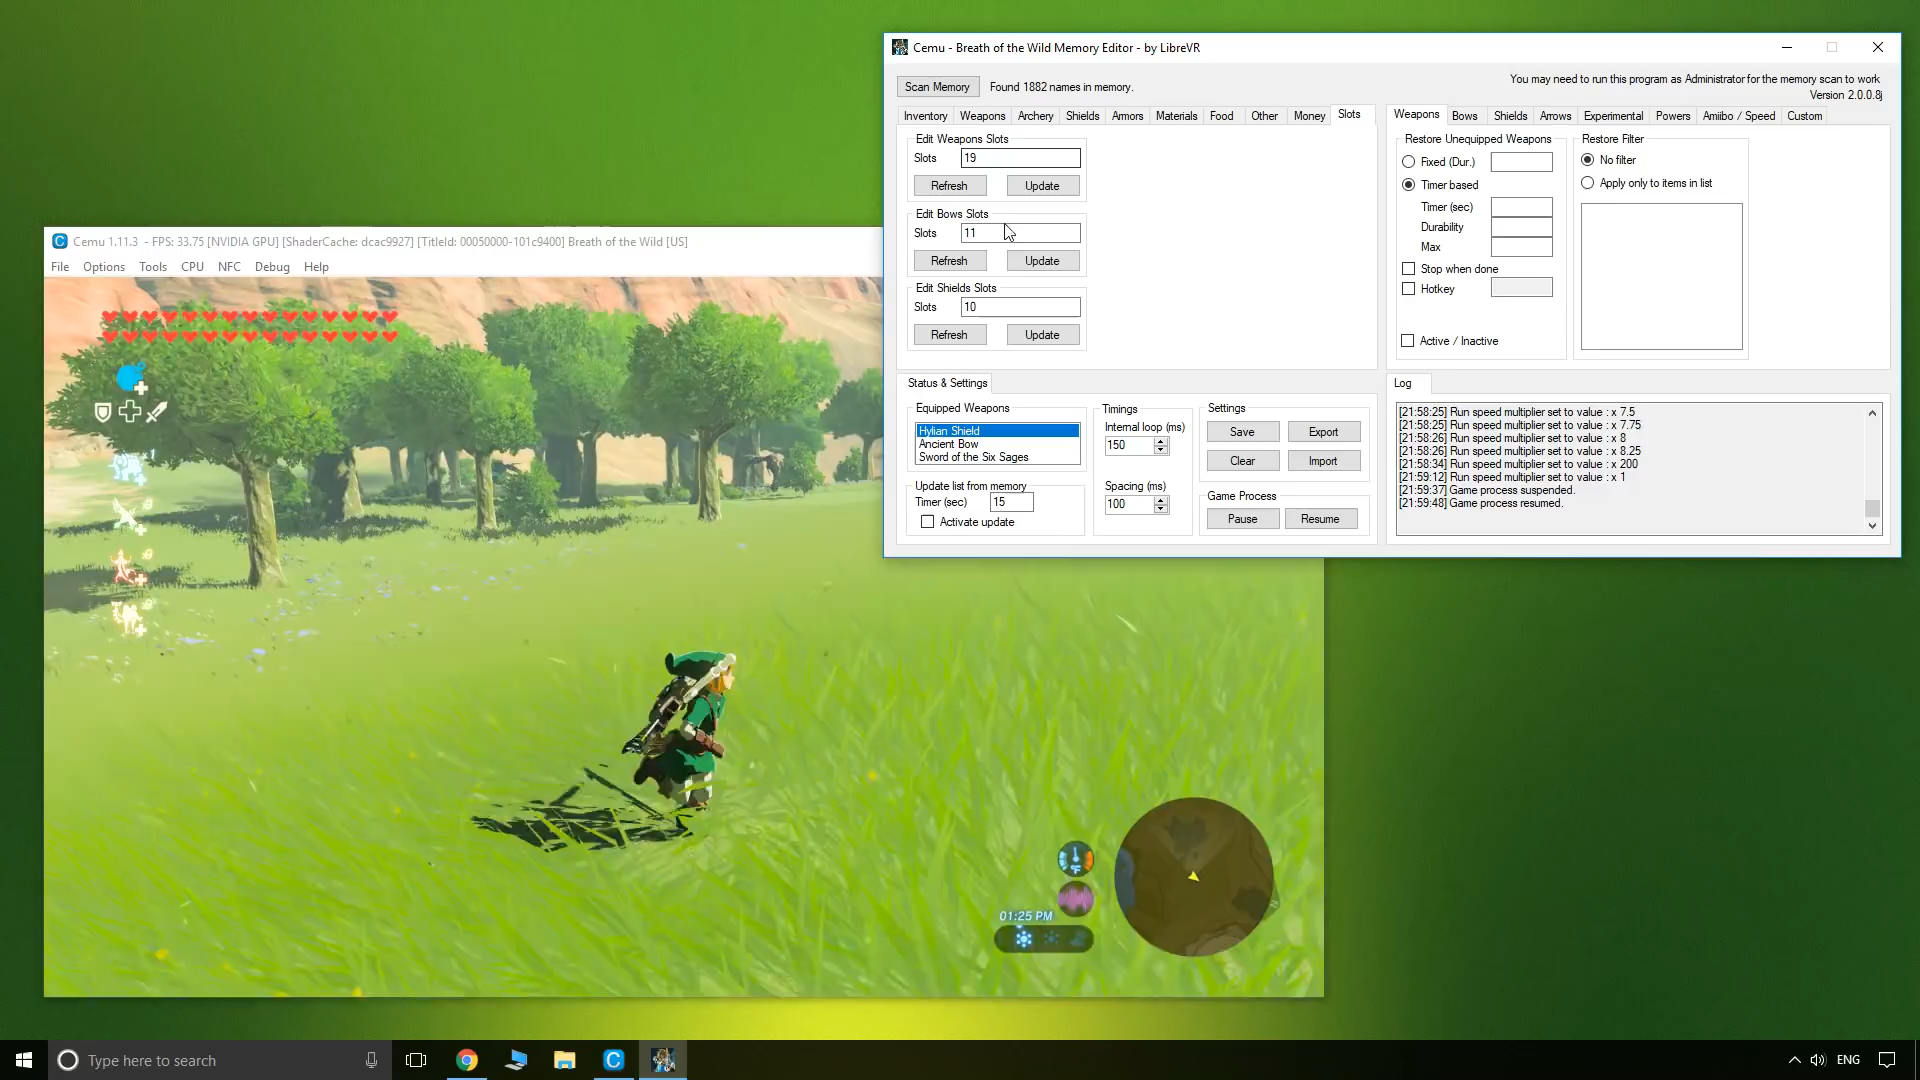 Cemu - Breath of the Wild Memory Editor - by LibreVR
Scan Memory
Found 1882 names in memory.
You may need to run this program as Administrator for the memory scan to work
Version 2.0.0.8j
Inventory Weapons Archery Shields Armors Materials Food Other Money Slots
Edit Weapons Slots
Slots 19
Refresh Update
Edit Bows Slots
Slots 11
Refresh Update
Edit Shields Slots
Slots 10
Refresh Update
Weapons Bows Shields Arrows Experimental Powers Amiibo / Speed Custom
Restore Unequipped Weapons
Fixed (Dur.)
Timer based
Timer (sec)
Durability
Max
Stop when done
Hotkey
Active / Inactive
Restore Filter
No filter
Apply only to items in list
Status & Settings
Equipped Weapons
Hylian Shield
Ancient Bow
Sword of the Six Sages
Update list from memory
Timer (sec) 15
Activate update
Timings
Internal loop (ms)
150
Spacing (ms)
100
Settings
Save Export
Clear Import
Game Process
Pause Resume
Log
[21:58:25] Run speed multiplier set to value : x 7.5
[21:58:25] Run speed multiplier set to value : x 7.75
[21:58:26] Run speed multiplier set to value : x 8
[21:58:26] Run speed multiplier set to value : x 8.25
[21:58:34] Run speed multiplier set to value : x 200
[21:59:12] Run speed multiplier set to value : x 1
[21:59:37] Game process suspended.
[21:59:48] Game process resumed.
Cemu 1.11.3 - FPS: 33.75 [NVIDIA GPU] [ShaderCache: dcac9927] [TitleId: 00050000-101c9400] Breath of the Wild [US]
File Options Tools CPU NFC Debug Help
°F
01:25 PM
Type here to search
ENG